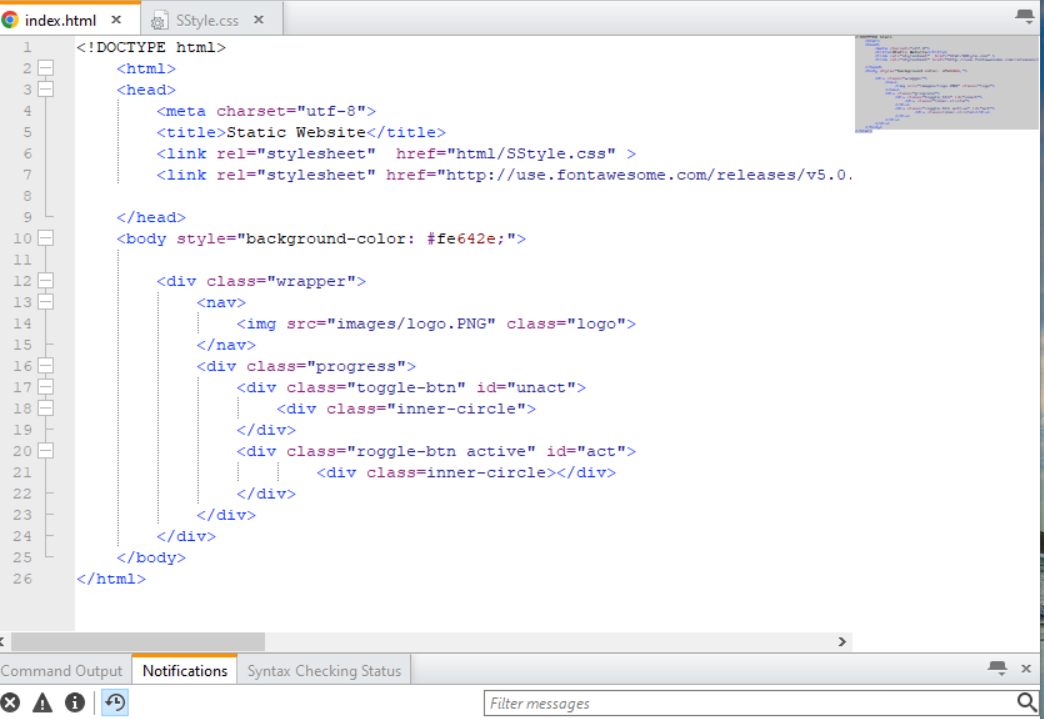 index.html × SStyle.css ×
1 <!DOCTYPE html>
2 <html>
3 <head>
4 <meta charset="utf-8">
5 <title>Static Website</title>
6 <link rel="stylesheet"  href="html/SStyle.css" >
7 <link rel="stylesheet" href="http://use.fontawesome.com/releases/v5.0.
8
9 </head>
10 <body style="background-color: #fe642e;">
11
12 <div class="wrapper">
13 <nav>
14 <img src="images/logo.PNG" class="logo">
15 </nav>
16 <div class="progress">
17 <div class="toggle-btn" id="unact">
18 <div class="inner-circle">
19 </div>
20 <div class="roggle-btn active" id="act">
21 <div class=inner-circle></div>
22 </div>
23 </div>
24 </div>
25 </body>
26 </html>
Command Output Notifications Syntax Checking Status ×
Filter messages